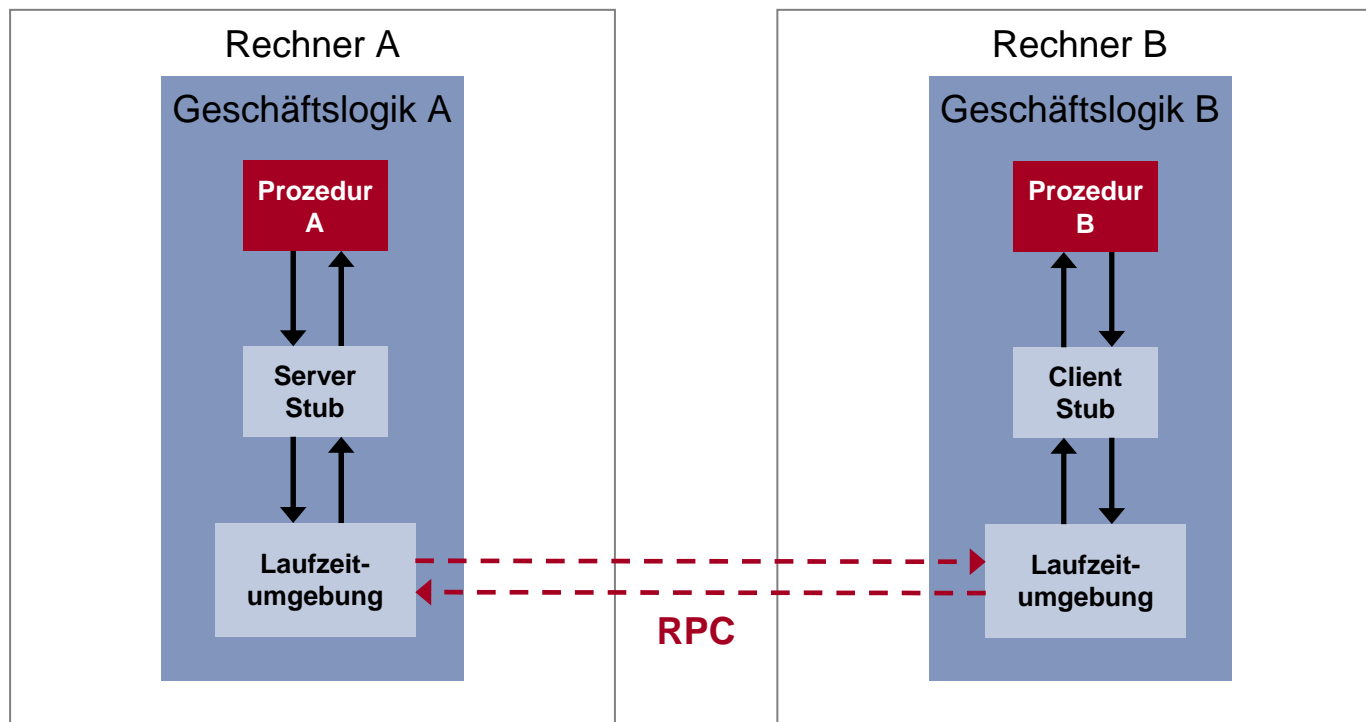 Rechner A
Geschäftslogik A
Prozedur
A
Server
Stub
Laufzeit-
umgebung
RPC
Rechner B
Geschäftslogik B
Prozedur
B
Client
Stub
Laufzeit-
umgebung